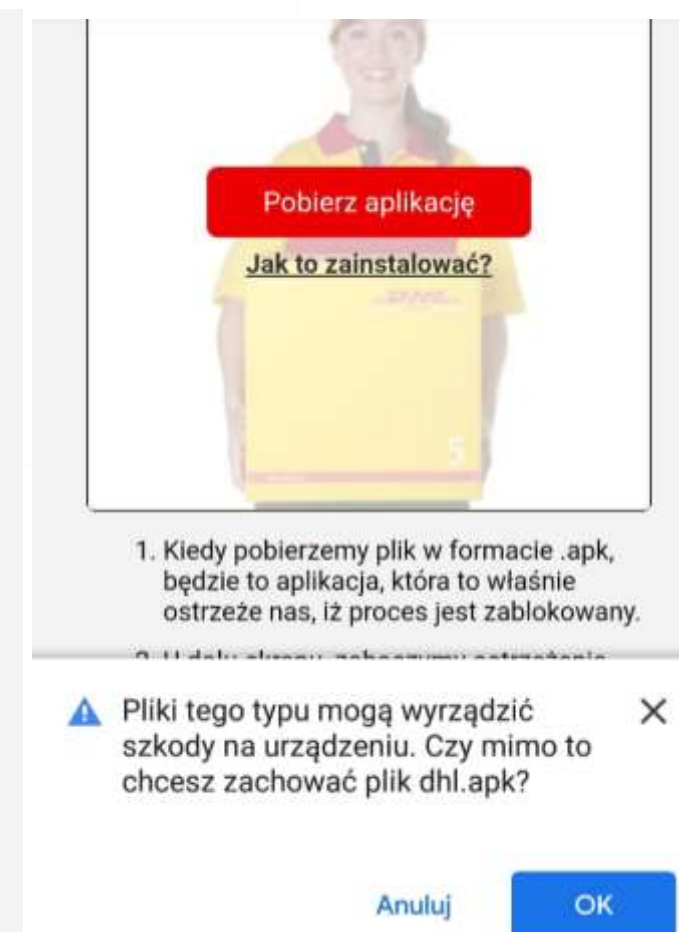 Pobierz aplikację
Jak to zainstalować?
5
1. Kiedy pobierzemy plik w formacie .apk,
będzie to aplikacja, która to właśnie
ostrzeże nas, iż proces jest zablokowany.
Pliki tego typu mogą wyrządzić
szkody na urządzeniu. Czy mimo to
chcesz zachować plik dhl.apk?
Anuluj OK